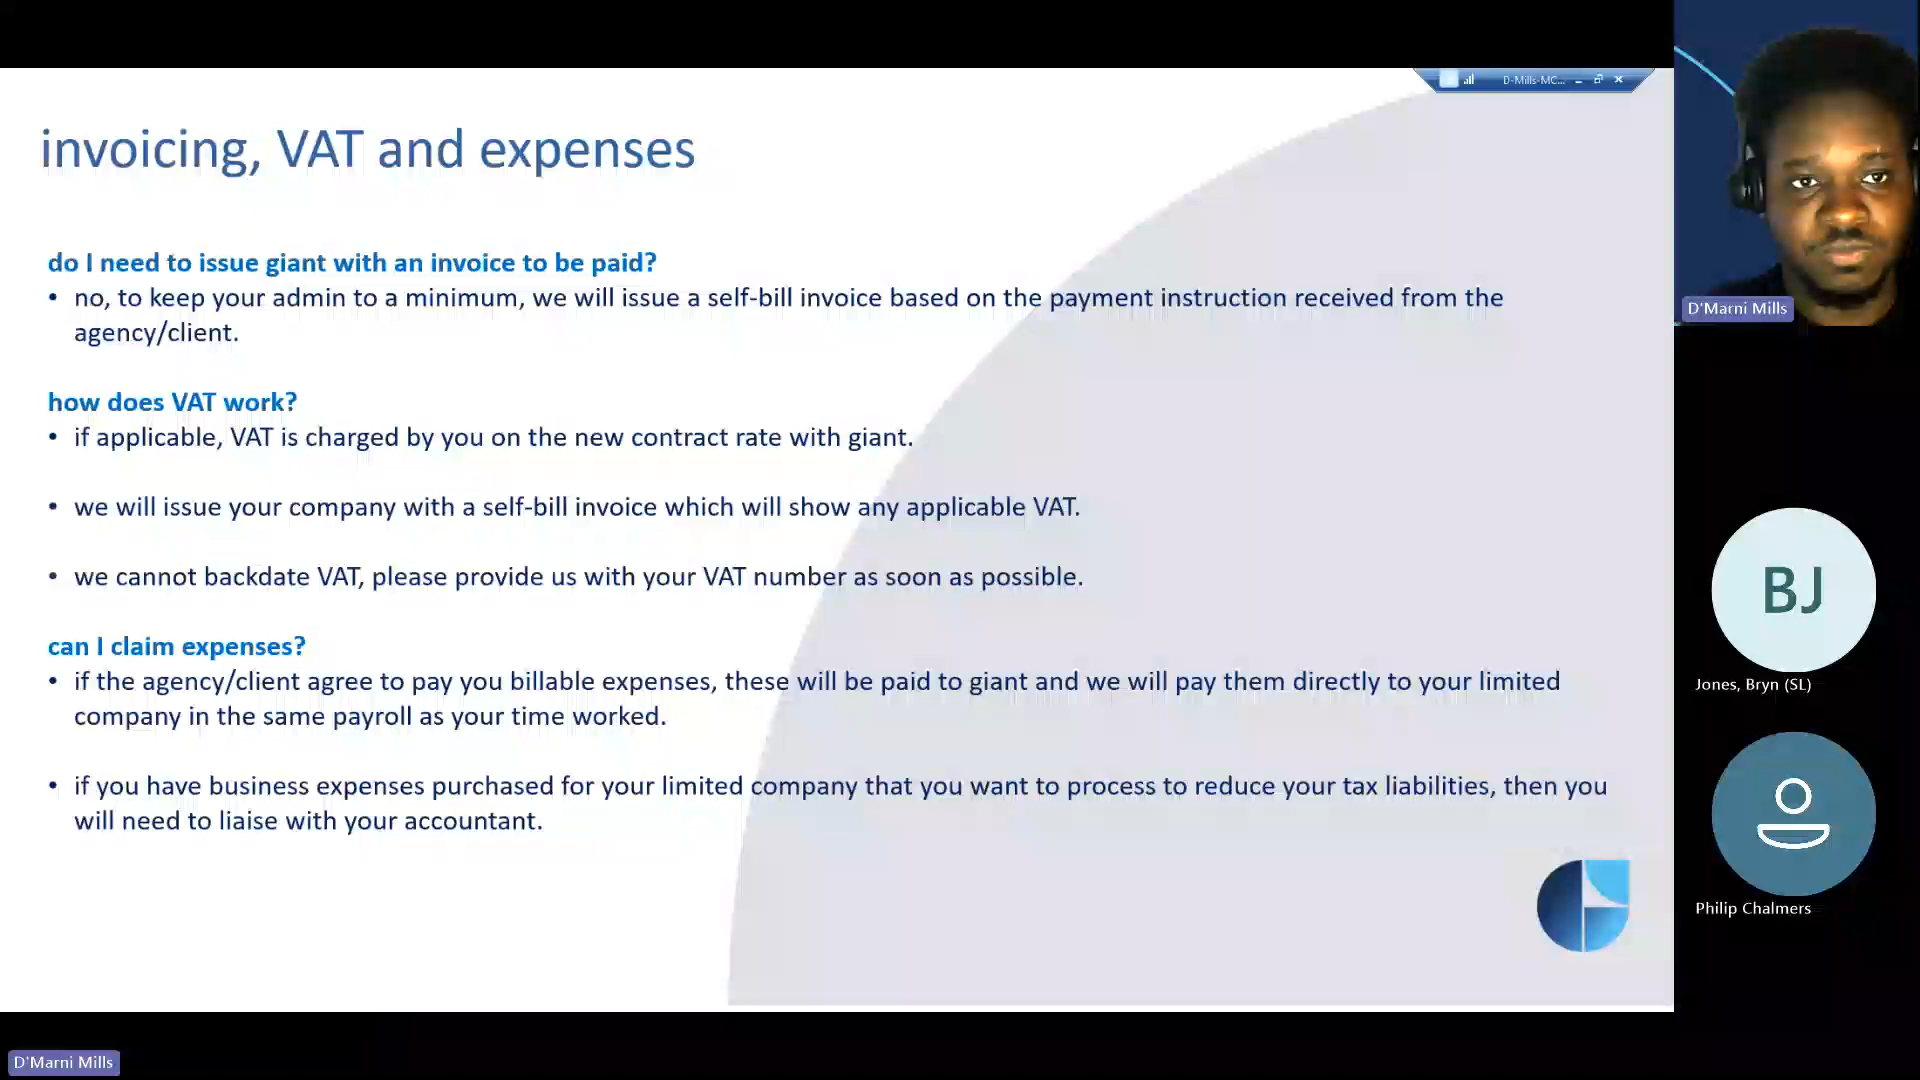 D-Mills-MC...
invoicing, VAT and expenses
do I need to issue giant with an invoice to be paid?
• no, to keep your admin to a minimum, we will issue a self-bill invoice based on the payment instruction received from the
agency/client.
how does VAT work?
• if applicable, VAT is charged by you on the new contract rate with giant.
• we will issue your company with a self-bill invoice which will show any applicable VAT.
• we cannot backdate VAT, please provide us with your VAT number as soon as possible.
can I claim expenses?
• if the agency/client agree to pay you billable expenses, these will be paid to giant and we will pay them directly to your limited
company in the same payroll as your time worked.
• if you have business expenses purchased for your limited company that you want to process to reduce your tax liabilities, then you
will need to liaise with your accountant.
D'Marni Mills
BJ
Jones, Bryn (SL)
Philip Chalmers
D'Marni Mills